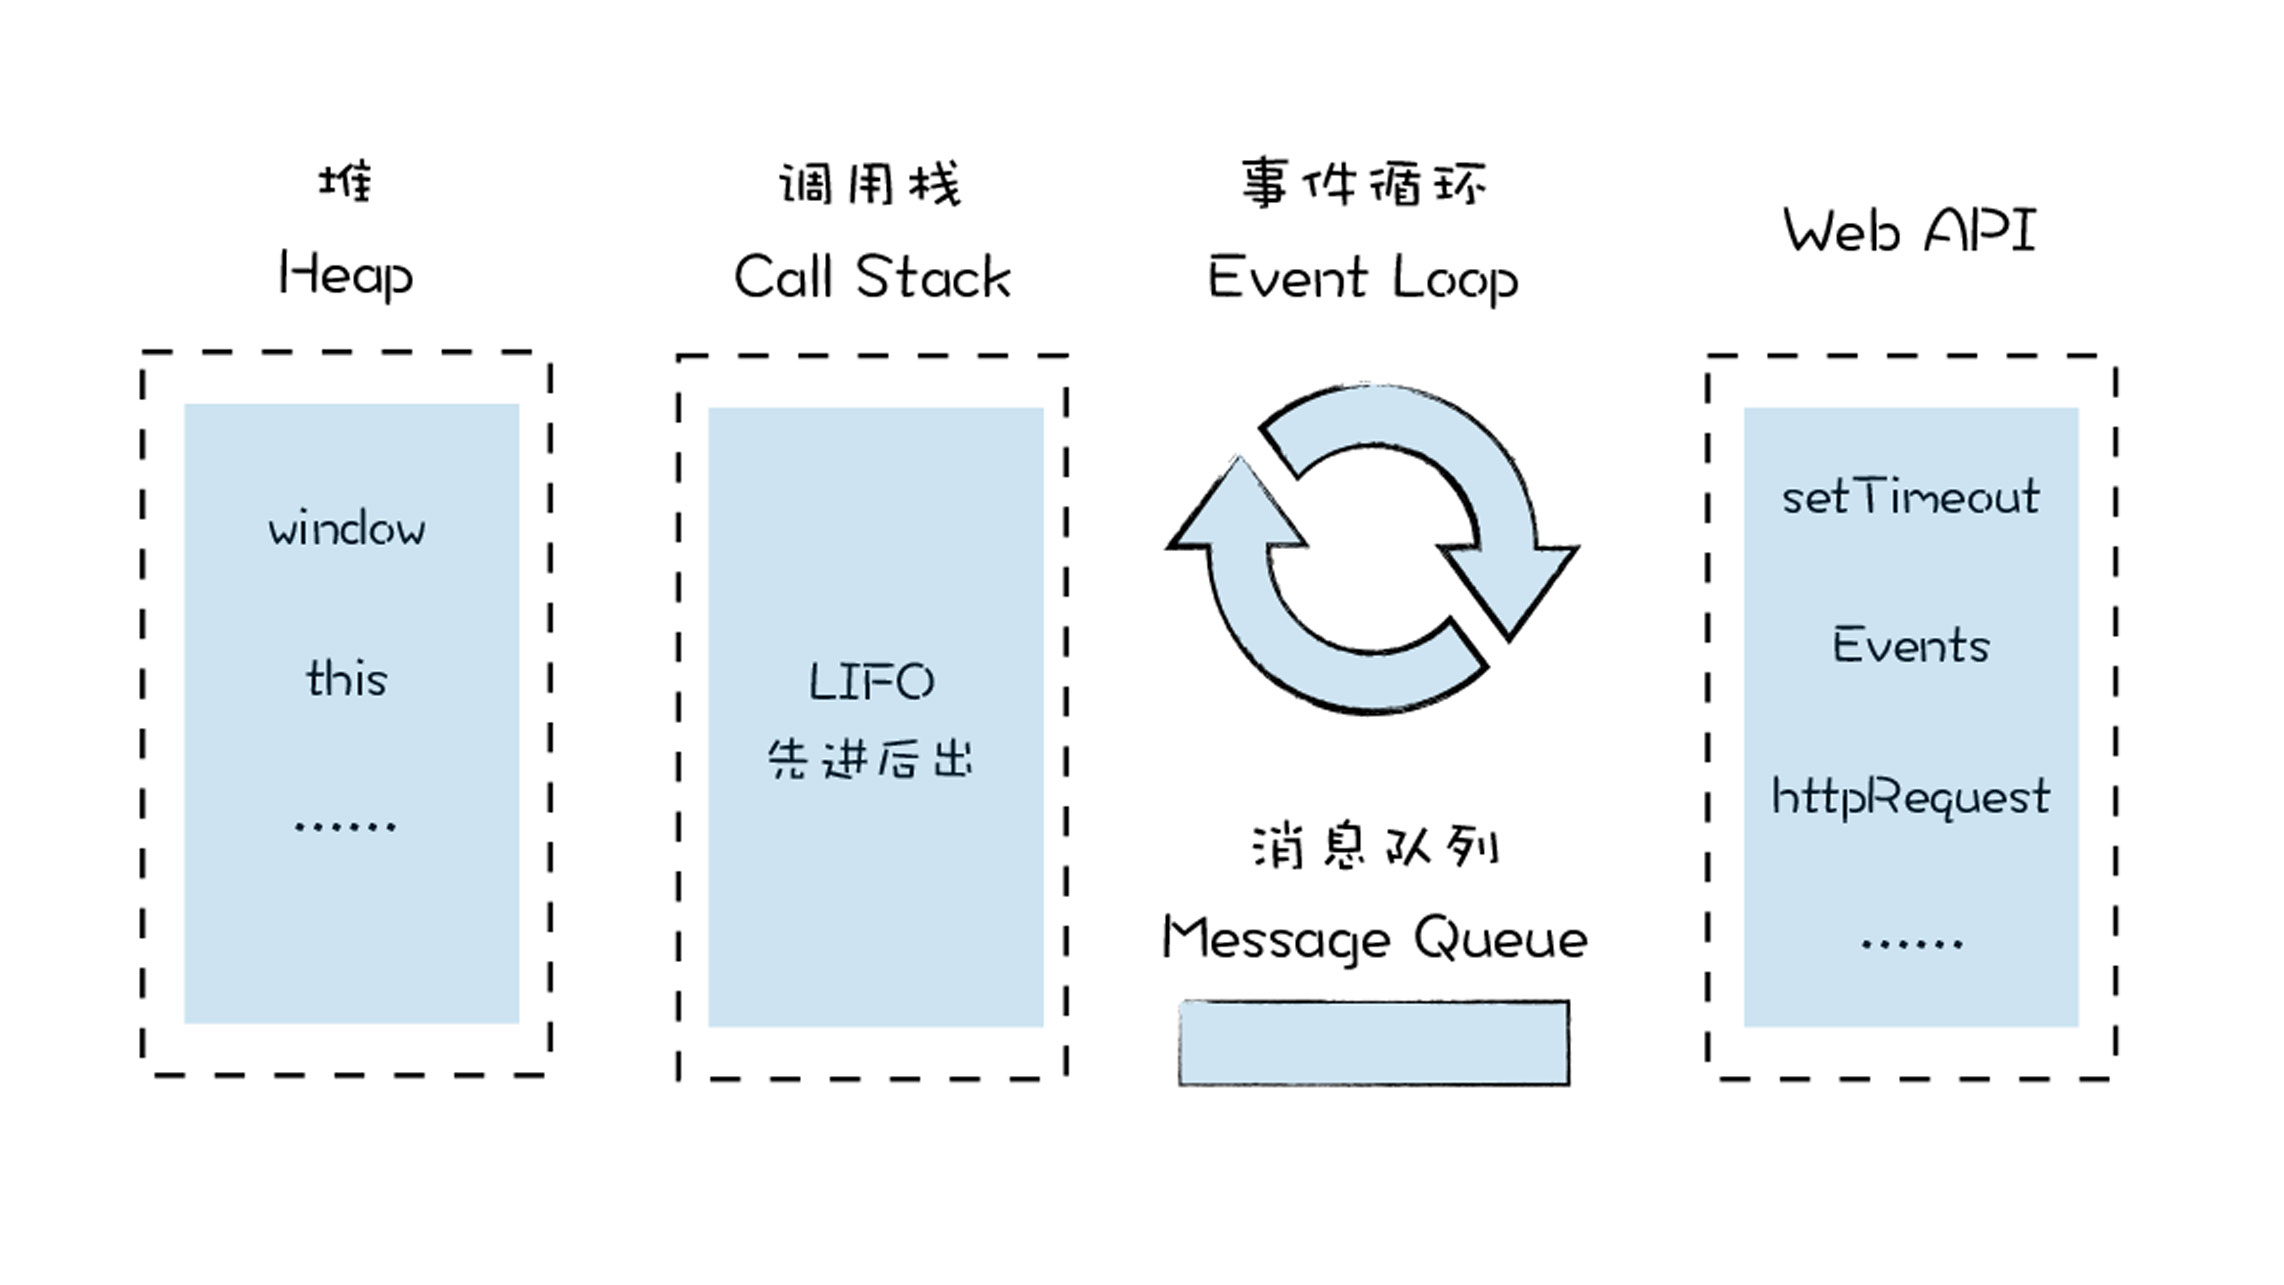 堆
Heap
window
this
……
调用栈
Call Stack
LIFO
先进后出
事件循环
Event Loop
消息队列
Message Queue
Web API
setTimeout
Events
httpRequest
……